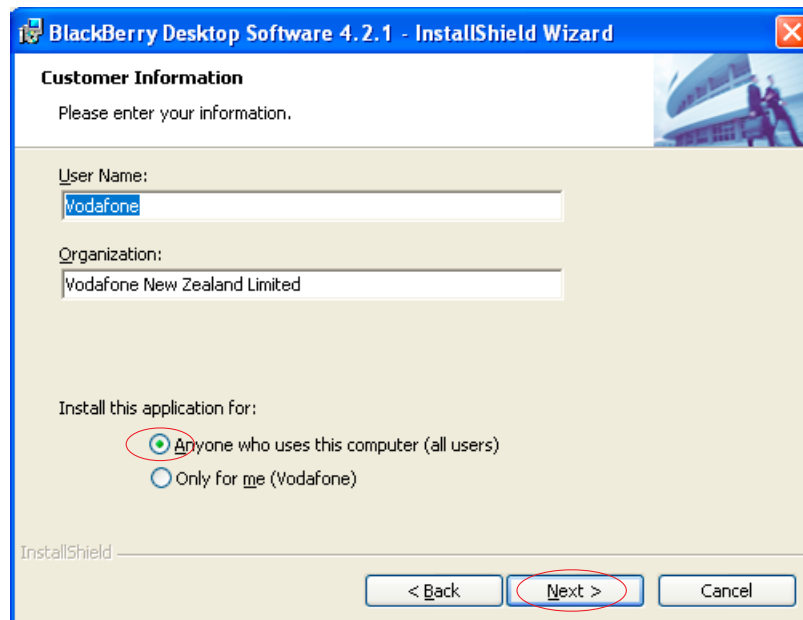 BlackBerry Desktop Software 4.2.1 - InstallShield Wizard
Customer Information
Please enter your information.
User Name:
Vodafone
Organization:
Vodafone New Zealand Limited
Install this application for:
Anyone who uses this computer (all users)
Only for me (Vodafone)
InstallShield
< Back Next > Cancel